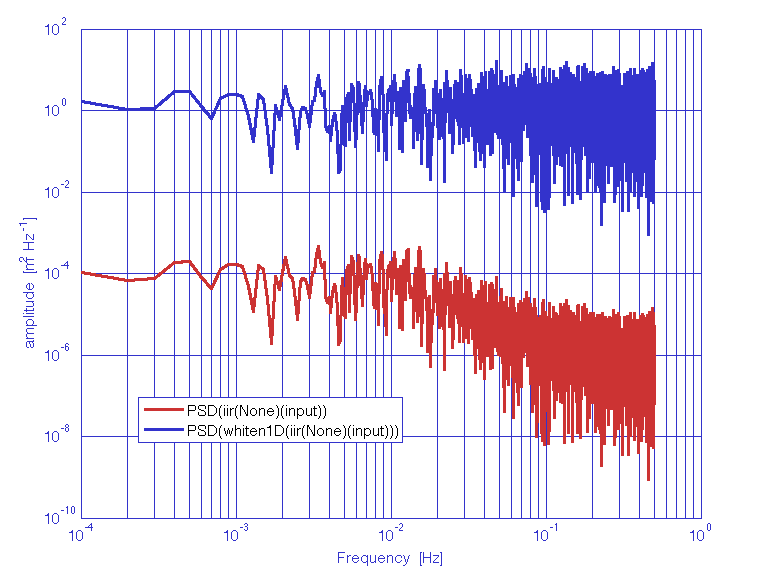 10^2
10^0
10^-2
10^-4
10^-6
10^-8
10^-10
amplitude [m^2 Hz^-1]
PSD(iir(None)(input))
PSD(whiten1D(iir(None)(input)))
10^-4 10^-3 10^-2 10^-1 10^0
Frequency [Hz]